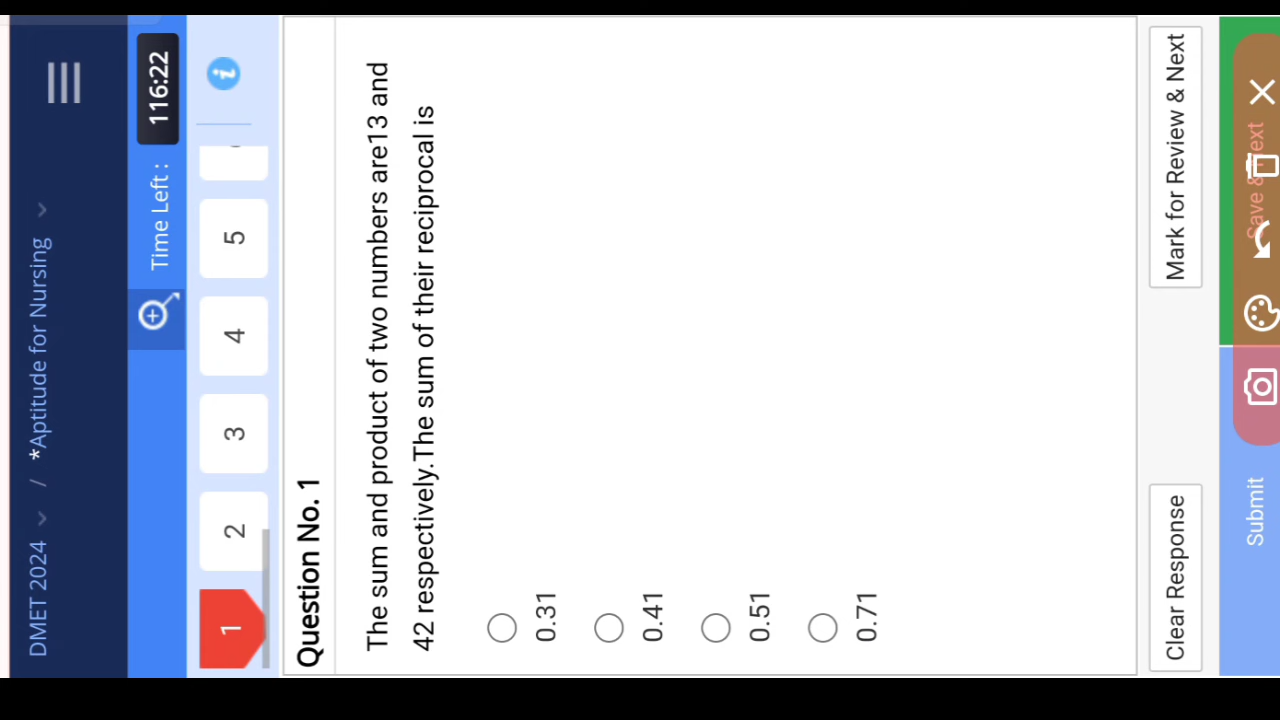 DMET 2024 / *Aptitude for Nursing
Time Left : 116:22
1 2 3 4 5
i
Question No. 1
The sum and product of two numbers are13 and
42 respectively.The sum of their reciprocal is
0.31
0.41
0.51
0.71
Clear Response Mark for Review & Next
Submit Save & Next